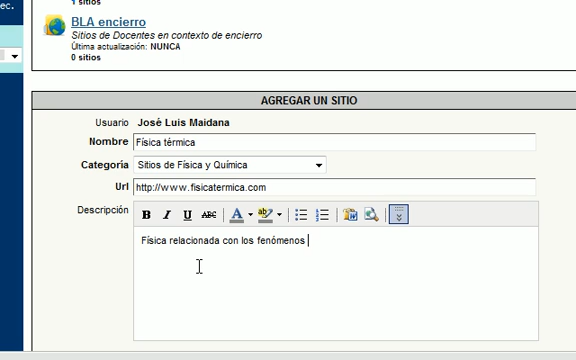 ec.
1 sitios
BLA encierro
Sitios de Docentes en contexto de encierro
Última actualización: NUNCA
0 sitios
AGREGAR UN SITIO
Usuario José Luis Maidana
Nombre Física térmica
Categoría Sitios de Física y Química
Url http://www.fisicatermica.com
Descripción B I U ABC A ab
Física relacionada con los fenómenos